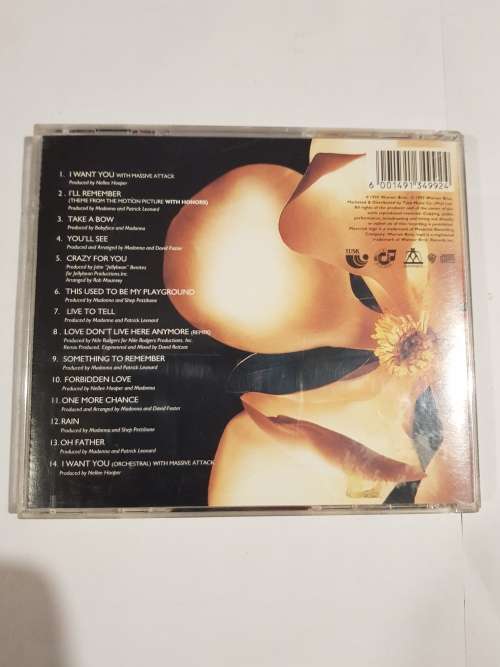 1. I WANT YOU WITH MASSIVE ATTACK
Produced by Nellee Hooper
2. I'LL REMEMBER
(THEME FROM THE MOTION PICTURE WITH HONORS)
Produced by Madonna and Patrick Leonard
3. TAKE A BOW
Produced by Babyface and Madonna
4. YOU'LL SEE
Produced and Arranged by Madonna and David Foster
5. CRAZY FOR YOU
Produced by John "Jellybean" Benitez
for Jellybean Productions, Inc.
Arranged by Rob Mounsey
6. THIS USED TO BE MY PLAYGROUND
Produced by Madonna and Shep Pettibone
7. LIVE TO TELL
Produced by Madonna and Patrick Leonard
8. LOVE DON'T LIVE HERE ANYMORE (REMIX)
Produced by Nile Rodgers for Nile Rodgers Productions, Inc.
Remix Produced, Engineered and Mixed by David Reitzas
9. SOMETHING TO REMEMBER
Produced by Madonna and Patrick Leonard
10. FORBIDDEN LOVE
Produced by Nellee Hooper and Madonna
11. ONE MORE CHANCE
Produced and Arranged by Madonna and David Foster
12. RAIN
Produced by Madonna and Shep Pettibone
13. OH FATHER
Produced by Madonna and Patrick Leonard
14. I WANT YOU (ORCHESTRAL) WITH MASSIVE ATTACK
Produced by Nellee Hooper
6 001491 349924
TUSK